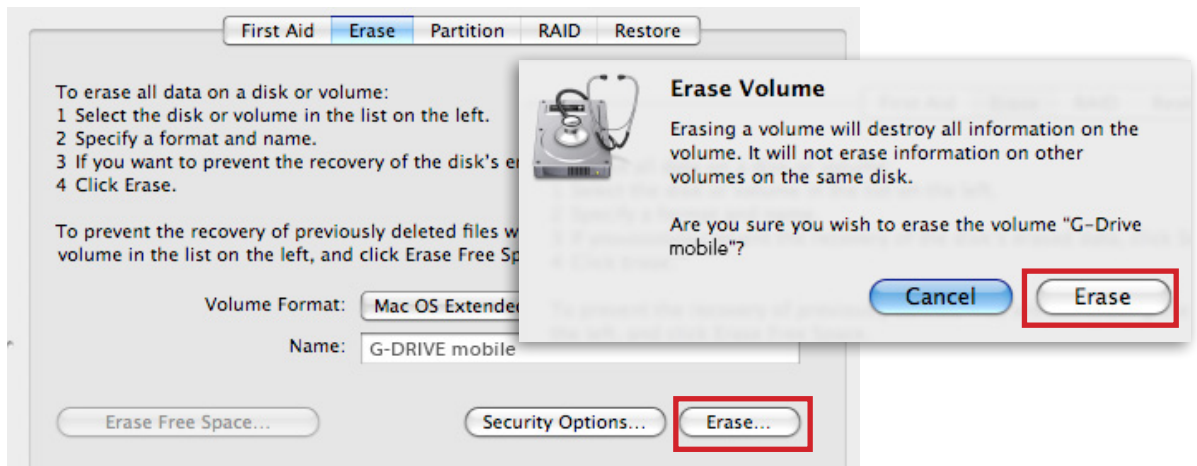 First Aid Erase Partition RAID Restore
To erase all data on a disk or volume:
1 Select the disk or volume in the list on the left.
2 Specify a format and name.
3 If you want to prevent the recovery of the disk's
4 Click Erase.
To prevent the recovery of previously deleted files
volume in the list on the left, and click Erase Free
Volume Format: Mac OS Extended
Name: G-DRIVE mobile
Erase Free Space... Security Options... Erase...
Erase Volume
Erasing a volume will destroy all information on the
volume. It will not erase information on other
volumes on the same disk.
Are you sure you wish to erase the volume "G-Drive
mobile"?
Cancel Erase